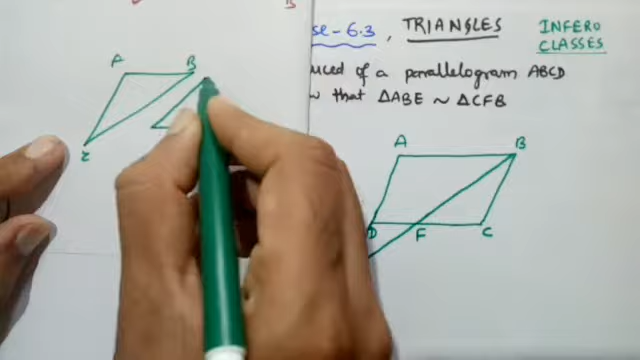 B
se-6.3, TRIANGLES
INFERO
CLASSES
uced of a parallelogram ABCD
that ΔABE ~ ΔCFB
A B
E
A B
D F C